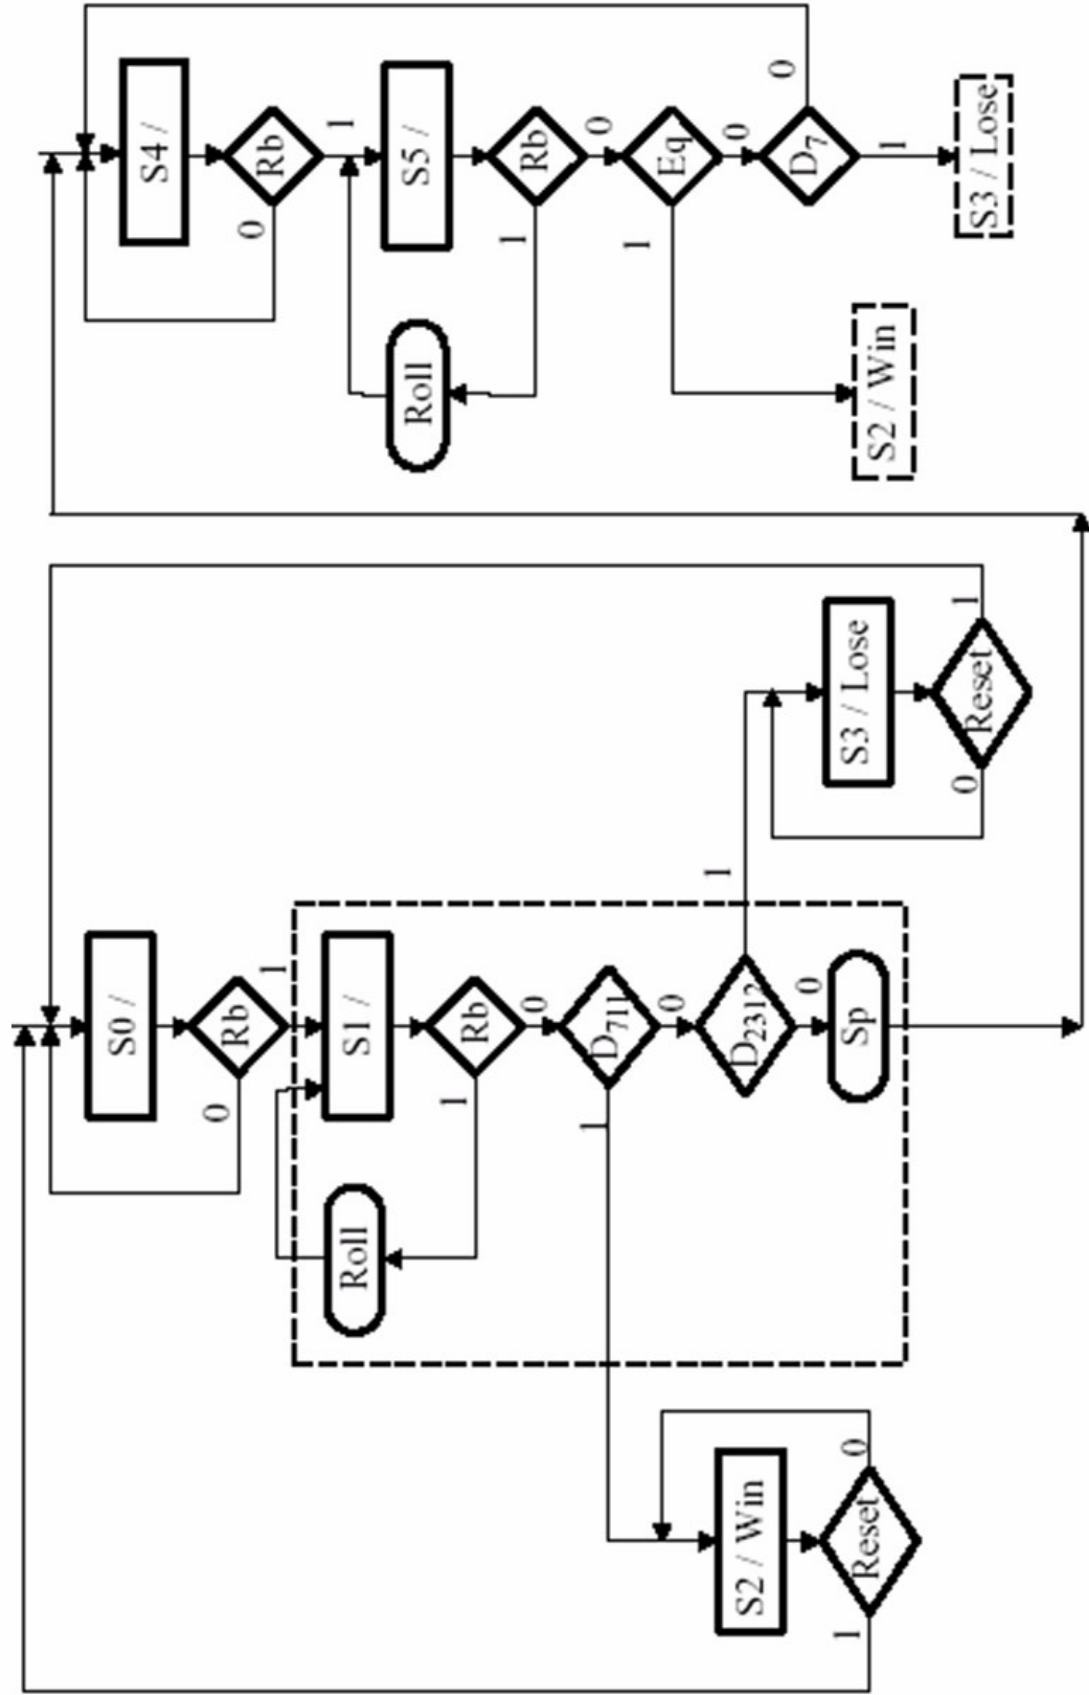 S0 /
Rb
0
1
S1 /
Roll
Rb
1
0
D711
1
0
D2312
1
0
Sp
S2 / Win
Reset
1
0
S3 / Lose
Reset
0
1
S4 /
Rb
0
1
S5 /
Roll
Rb
1
0
Eq
1
0
D7
0
1
S2 / Win
S3 / Lose